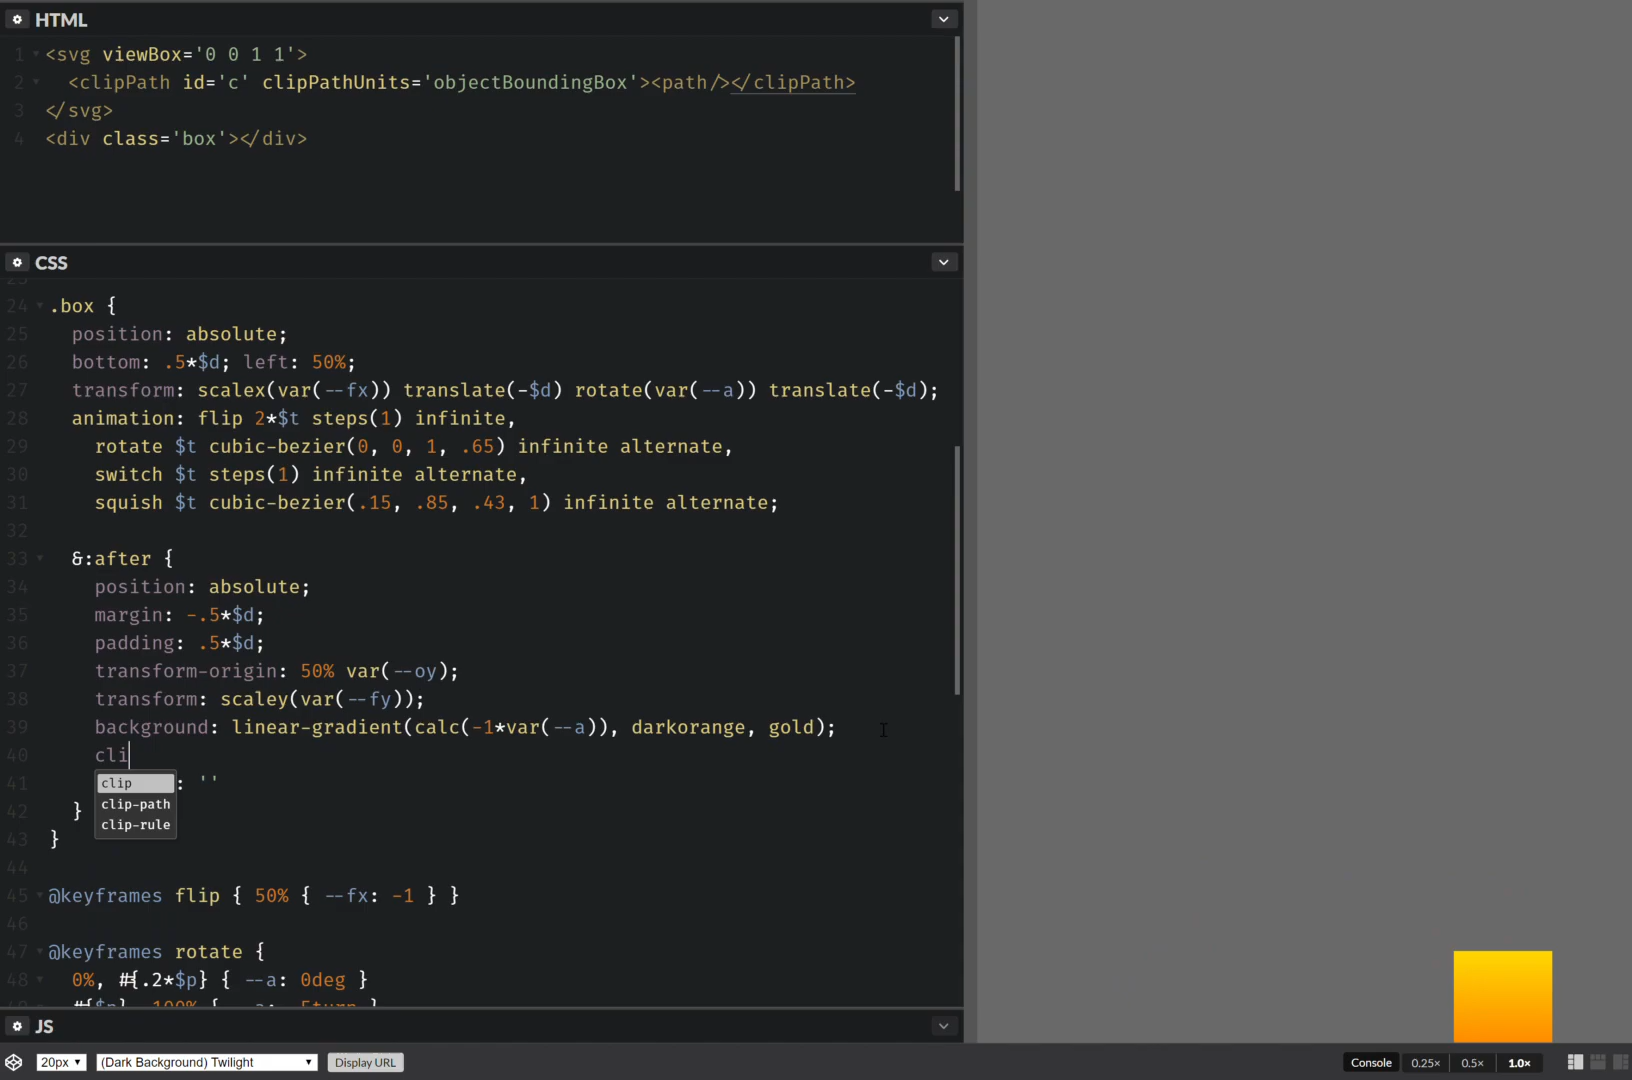 HTML
1 <svg viewBox='0 0 1 1'>
2 <clipPath id='c' clipPathUnits='objectBoundingBox'><path/></clipPath>
3 </svg>
4 <div class='box'></div>
CSS
24 .box {
25 position: absolute;
26 bottom: .5*$d; left: 50%;
27 transform: scalex(var(--fx)) translate(-$d) rotate(var(--a)) translate(-$d);
28 animation: flip 2*$t steps(1) infinite,
29 rotate $t cubic-bezier(0, 0, 1, .65) infinite alternate,
30 switch $t steps(1) infinite alternate,
31 squish $t cubic-bezier(.15, .85, .43, 1) infinite alternate;
32
33 &:after {
34 position: absolute;
35 margin: -.5*$d;
36 padding: .5*$d;
37 transform-origin: 50% var(--oy);
38 transform: scaley(var(--fy));
39 background: linear-gradient(calc(-1*var(--a)), darkorange, gold);
40 cli
clip
41 : ''
clip-path
42 }
clip-rule
43 }
44
45 @keyframes flip { 50% { --fx: -1 } }
46
47 @keyframes rotate {
48 0%, #{.2*$p} { --a: 0deg }
JS
20px
(Dark Background) Twilight
Display URL
Console 0.25× 0.5× 1.0×